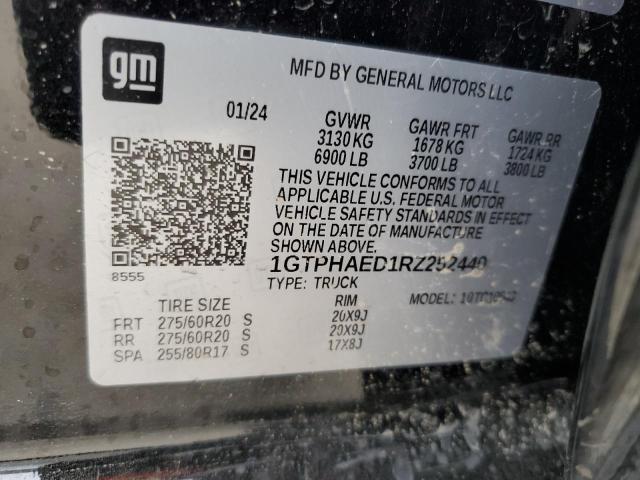 gm
MFD BY GENERAL MOTORS LLC
01/24
GVWR GAWR FRT GAWR RR
3130 KG 1678 KG 1724 KG
6900 LB 3700 LB 3800 LB
THIS VEHICLE CONFORMS TO ALL
APPLICABLE U.S. FEDERAL MOTOR
VEHICLE SAFETY STANDARDS IN EFFECT
ON THE DATE OF MANUFACTURE
SHOWN ABOVE.
1GTPHAED1RZ252440
8555
TYPE: TRUCK MODEL:
TIRE SIZE RIM
FRT 275/60R20 S 20X9J
RR 275/60R20 S 20X9J
SPA 255/80R17 S 17X8J